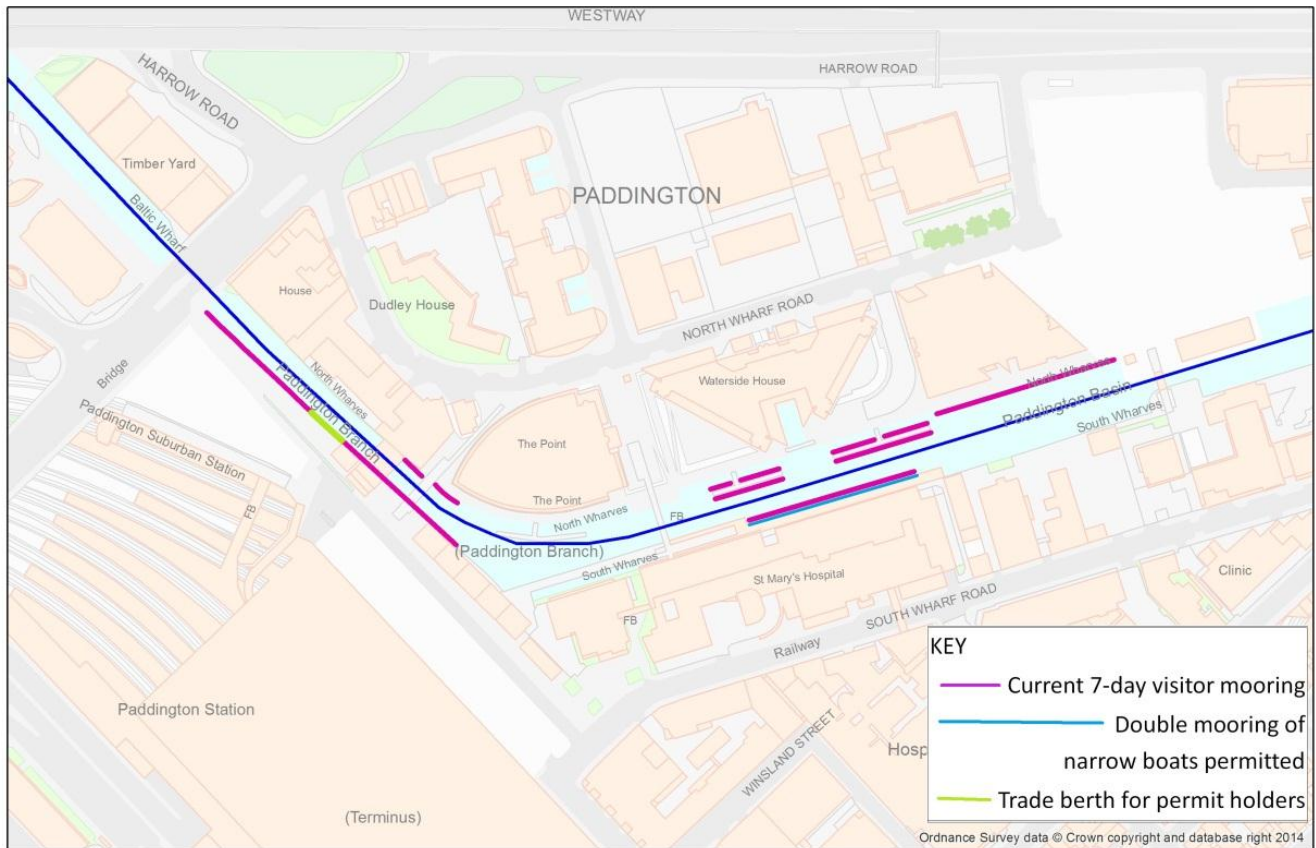 WESTWAY
HARROW ROAD
HARROW ROAD
Timber Yard
PADDINGTON
Baltic Wharf
House
Dudley House
NORTH WHARF ROAD
Bridge
North Wharves
Paddington Branch
Waterside House
North Wharves
Paddington Basin
South Wharves
Paddington Suburban Station
The Point
The Point
FB
North Wharves
FB
(Paddington Branch)
South Wharves
St Mary's Hospital
Clinic
FB
SOUTH WHARF ROAD
Railway
Paddington Station
WINSLAND STREET
Hosp
(Terminus)
KEY
Current 7-day visitor mooring
Double mooring of
narrow boats permitted
Trade berth for permit holders
Ordnance Survey data © Crown copyright and database right 2014